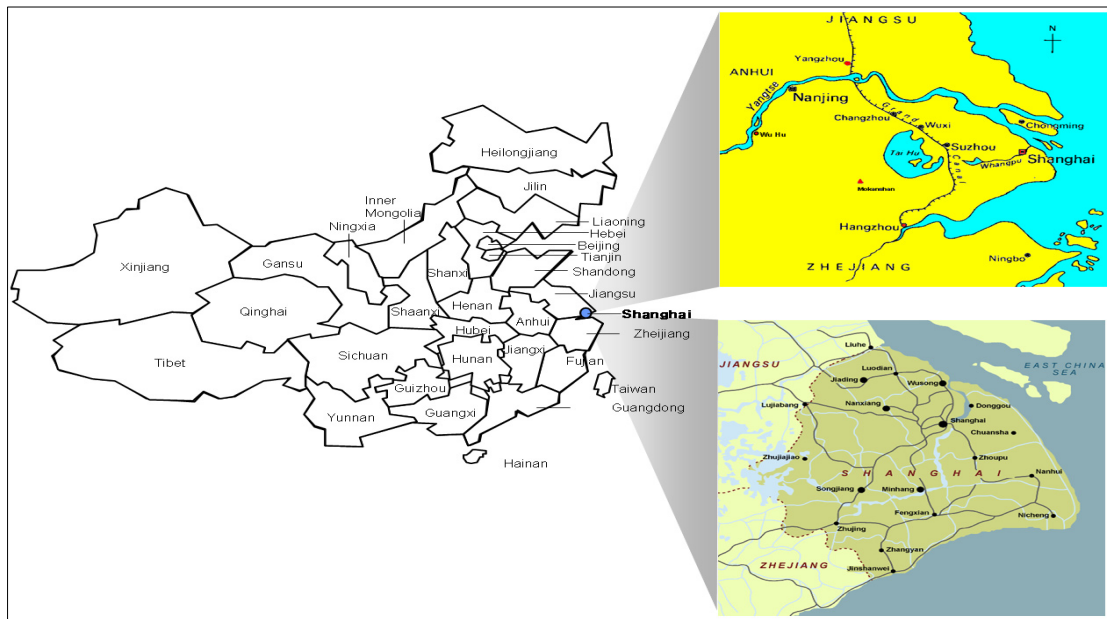 Heilongjiang
Jilin
Inner
Mongolia
Liaoning
Ningxia
Hebei
Beijing
Tianjin
Xinjiang
Gansu
Shanxi
Shandong
Jiangsu
Qinghai
Shaanxi
Henan
Anhui
Shanghai
Hubei
Zheijiang
Tibet
Sichuan
Hunan
Jiangxi
Fujian
Guizhou
Taiwan
Yunnan
Guangxi
Guangdong
Hainan
JIANGSU
N
Yangzhou
ANHUI
Yangtse
Nanjing
Grand
Changzhou
Wuxi
Chongming
Wu Hu
Tai Hu
Suzhou
Shanghai
Whangpu
Canal
Mokanshan
Hangzhou
ZHEJIANG
Ningbo
Liuhe
JIANGSU
Luodian
EAST CHINA
SEA
Jiading
Wusong
Lujiabang
Nanxiang
Donggou
Shanghai
Chuansha
Zhujiajiao
Zhoupu
SHANGHAI
Nanhui
Songjiang
Minhang
Fengxian
Nicheng
Zhujing
Zhangyan
ZHEJIANG
Jinshanwei